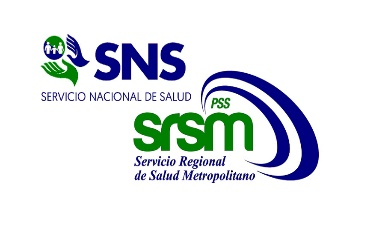 SNS
SERVICIO NACIONAL DE SALUD
PSS
srsm
Servicio Regional
de Salud Metropolitano